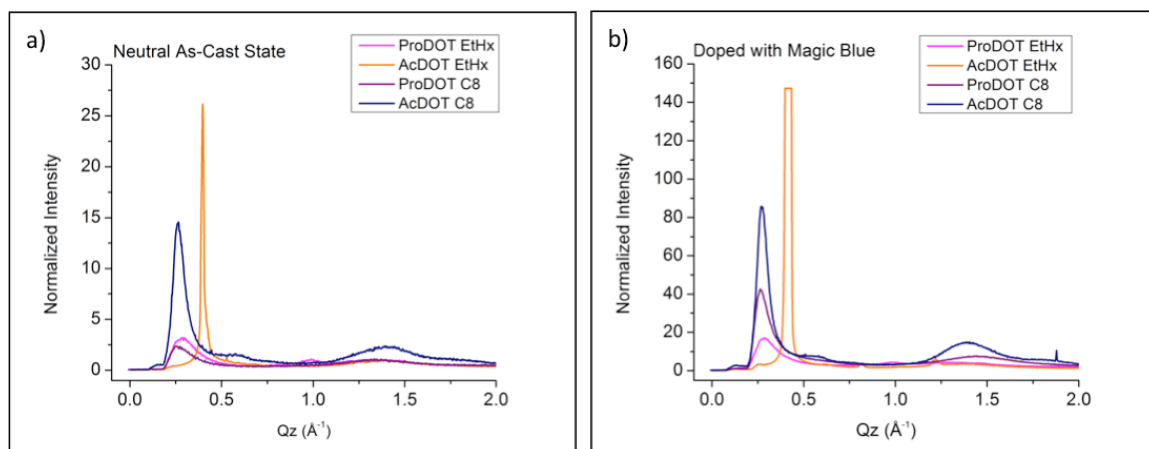 a)
Neutral As-Cast State
ProDOT EtHx
AcDOT EtHx
ProDOT C8
AcDOT C8
30
25
20
15
10
5
0
Normalized Intensity
0.0 0.5 1.0 1.5 2.0
Qz (Å⁻¹)
b)
Doped with Magic Blue
ProDOT EtHx
AcDOT EtHx
ProDOT C8
AcDOT C8
160
140
120
100
80
60
40
20
0
Normalized Intensity
0.0 0.5 1.0 1.5 2.0
Qz (Å⁻¹)